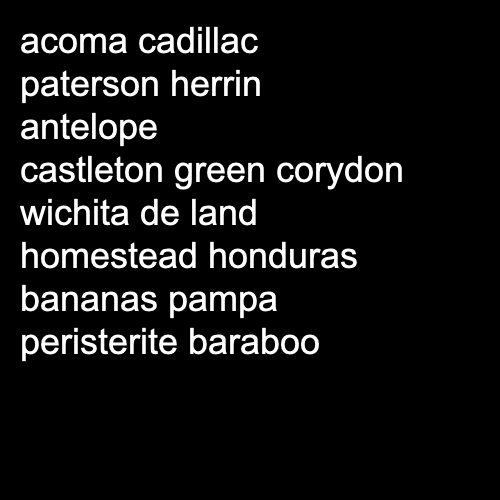 acoma cadillac
paterson herrin
antelope
castleton green corydon
wichita de land
homestead honduras
bananas pampa
peristerite baraboo